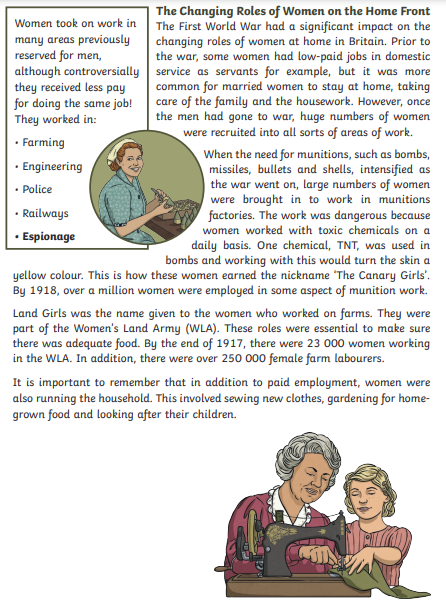 Women took on work in
many areas previously
reserved for men,
although controversially
they received less pay
for doing the same job!
They worked in:
• Farming
• Engineering
• Police
• Railways
• Espionage
The Changing Roles of Women on the Home Front
The First World War had a significant impact on the
changing roles of women at home in Britain. Prior to
the war, some women had low-paid jobs in domestic
service as servants for example, but it was more
common for married women to stay at home, taking
care of the family and the housework. However, once
the men had gone to war, huge numbers of women
were recruited into all sorts of areas of work.
When the need for munitions, such as bombs,
missiles, bullets and shells, intensified as
the war went on, large numbers of women
were brought in to work in munitions
factories. The work was dangerous because
women worked with toxic chemicals on a
daily basis. One chemical, TNT, was used in
bombs and working with this would turn the skin a
yellow colour. This is how these women earned the nickname ‘The Canary Girls’.
By 1918, over a million women were employed in some aspect of munition work.
Land Girls was the name given to the women who worked on farms. They were
part of the Women’s Land Army (WLA). These roles were essential to make sure
there was adequate food. By the end of 1917, there were 23 000 women working
in the WLA. In addition, there were over 250 000 female farm labourers.
It is important to remember that in addition to paid employment, women were
also running the household. This involved sewing new clothes, gardening for home-
grown food and looking after their children.